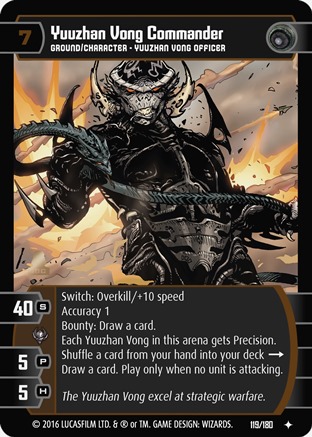 7
Yuuzhan Vong Commander
GROUND/CHARACTER • YUUZHAN VONG OFFICER
40 S
5 P
5 H
Switch: Overkill/+10 speed
Accuracy 1
Bounty: Draw a card.
Each Yuuzhan Vong in this arena gets Precision.
Shuffle a card from your hand into your deck →
Draw a card. Play only when no unit is attacking.
The Yuuzhan Vong excel at strategic warfare.
© 2016 LUCASFILM LTD. & ® or TM. GAME DESIGN: WIZARDS. 119/180